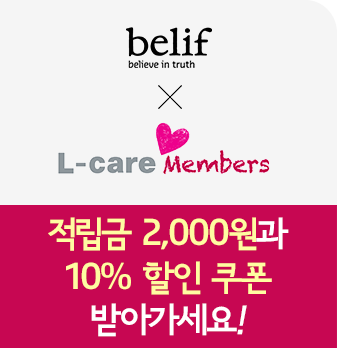 belif
believe in truth
×
L-care Members
적립금 2,000원과
10% 할인 쿠폰
받아가세요!